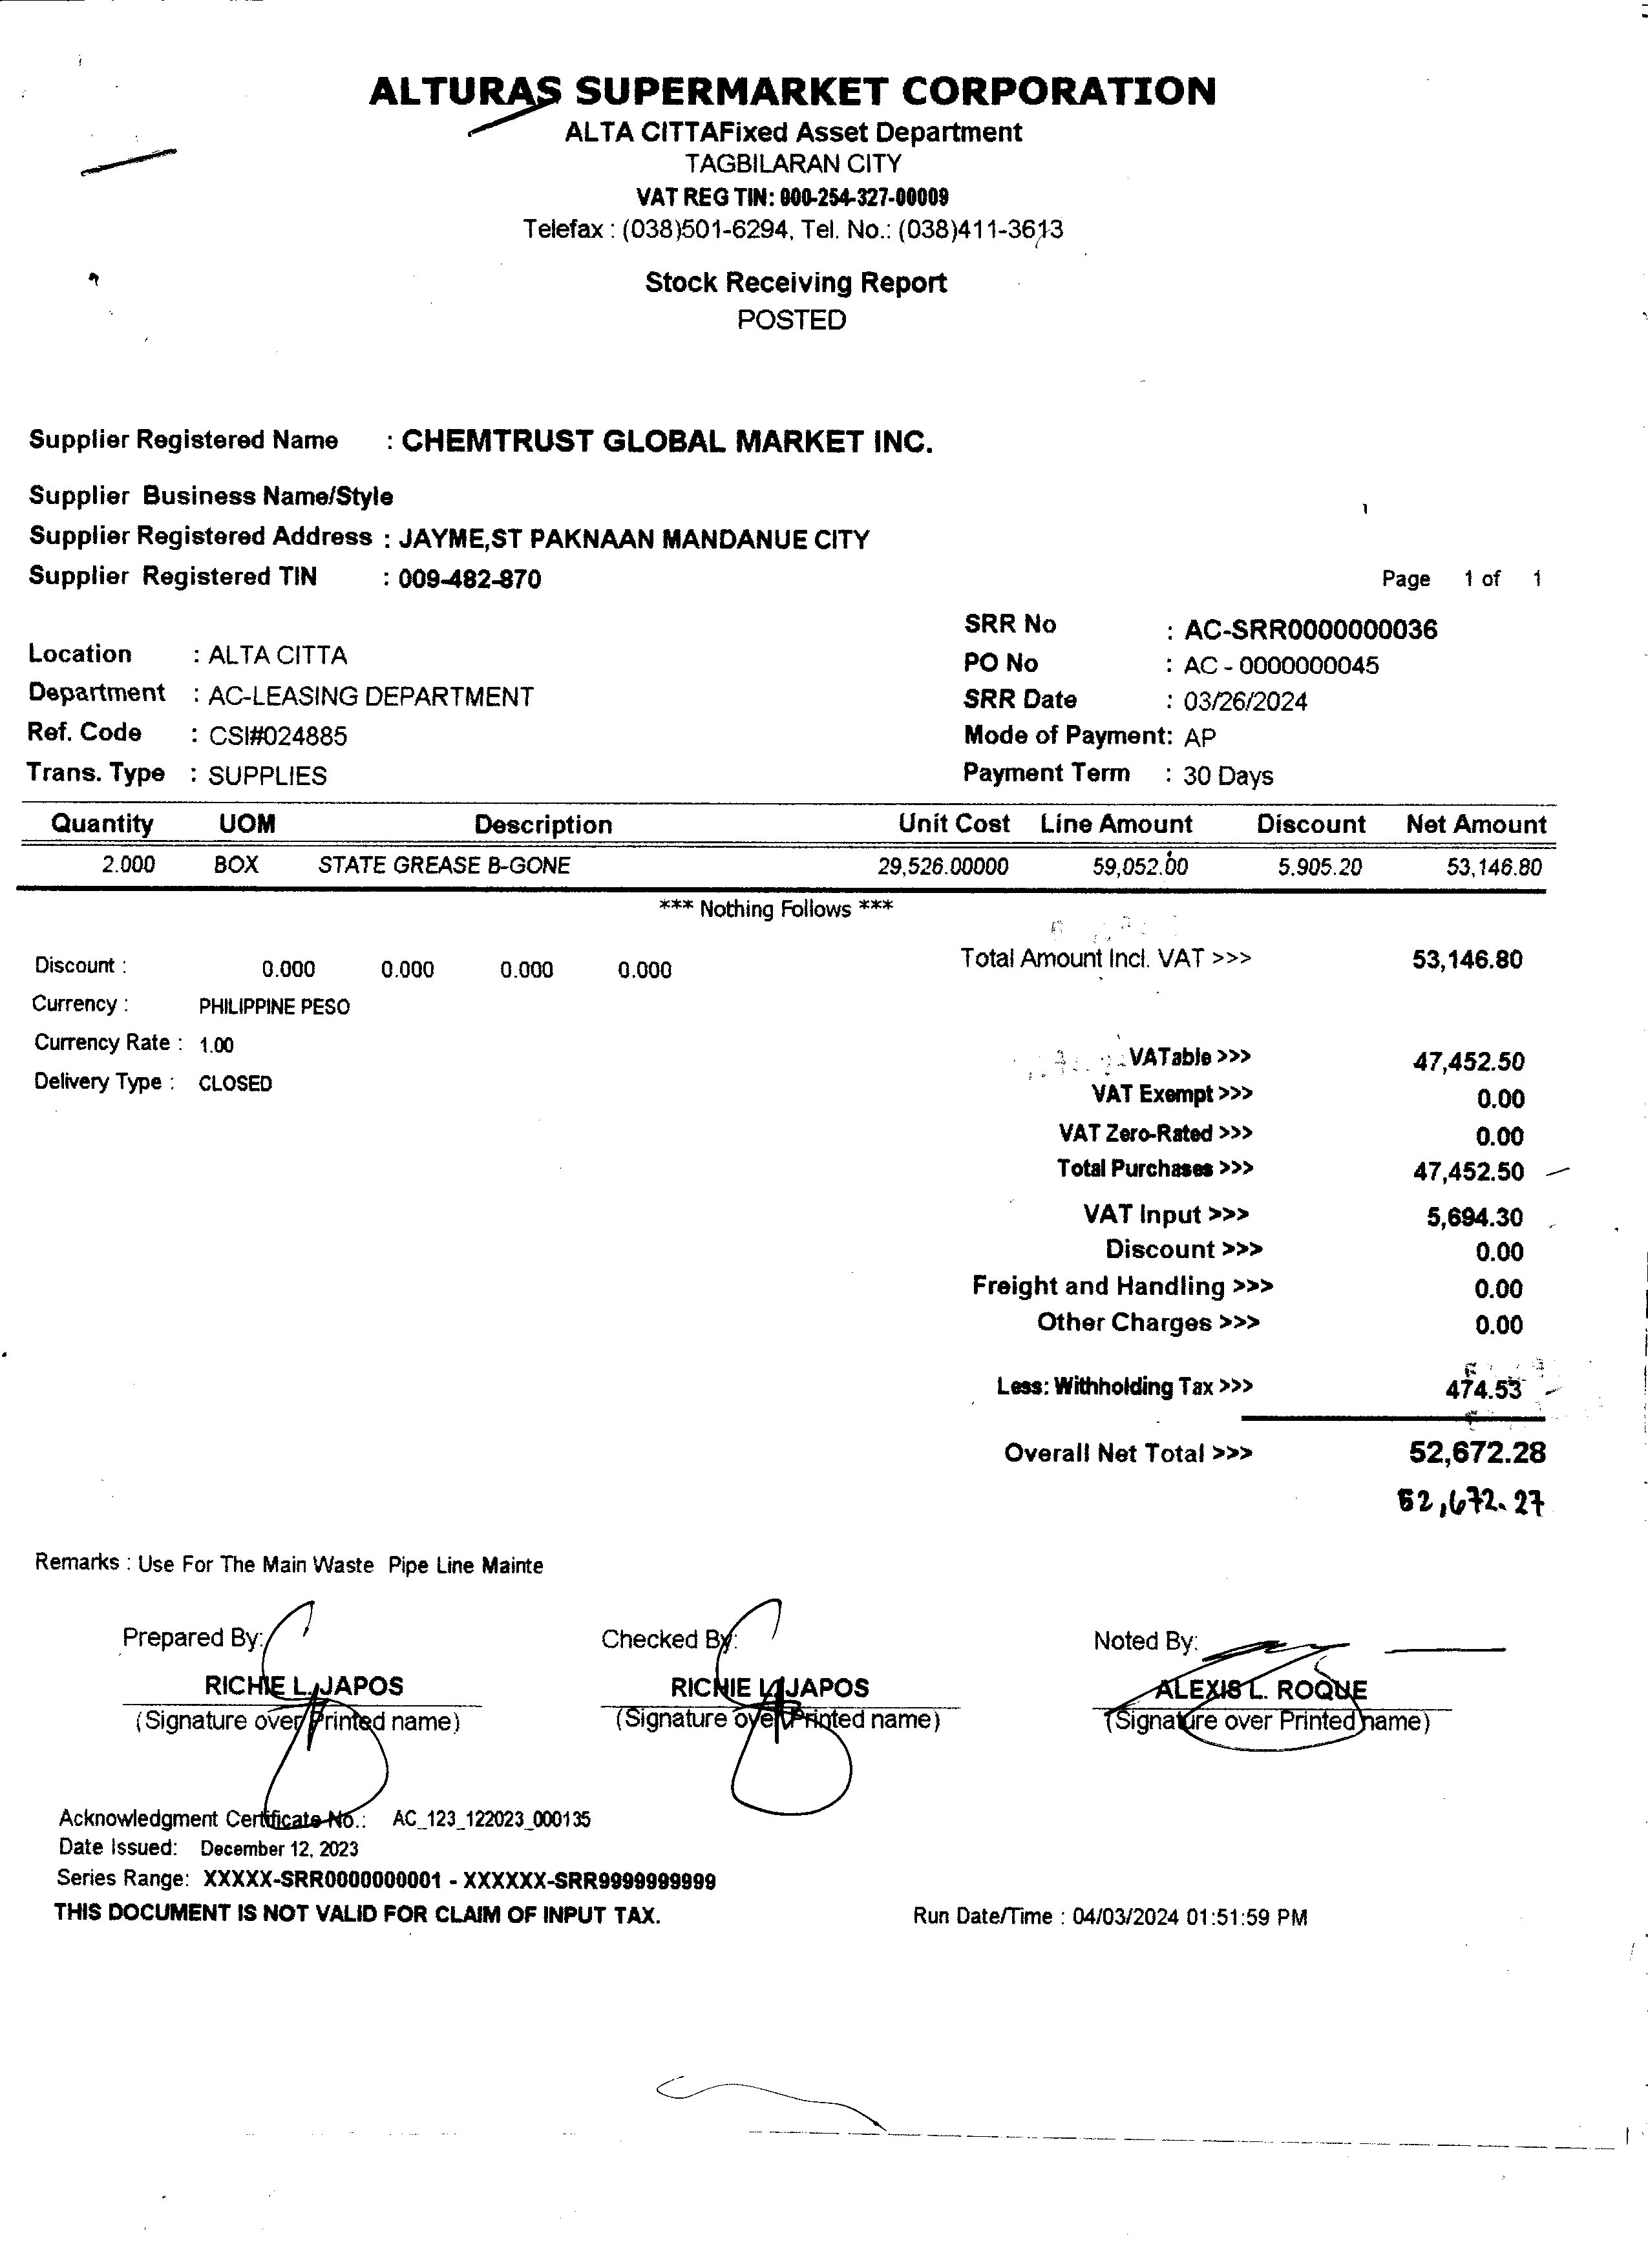 ALTURAS SUPERMARKET CORPORATION
ALTA CITTAFixed Asset Department
TAGBILARAN CITY
VAT REG TIN: 000-254-327-00009
Telefax : (038)501-6294, Tel. No.: (038)411-3613
Stock Receiving Report
POSTED
Supplier Registered Name : CHEMTRUST GLOBAL MARKET INC.
Supplier Business Name/Style
Supplier Registered Address : JAYME,ST PAKNAAN MANDANUE CITY
Supplier Registered TIN : 009-482-870
Page 1 of 1
SRR No : AC-SRR0000000036
Location : ALTA CITTA
PO No : AC - 0000000045
Department : AC-LEASING DEPARTMENT
SRR Date : 03/26/2024
Ref. Code : CSI#024885
Mode of Payment: AP
Trans. Type : SUPPLIES
Payment Term : 30 Days
Quantity UOM Description Unit Cost Line Amount Discount Net Amount
2.000 BOX STATE GREASE B-GONE 29,526.00000 59,052.00 5.905.20 53,146.80
*** Nothing Follows ***
Discount : 0.000 0.000 0.000 0.000
Total Amount Incl. VAT >>> 53,146.80
Currency : PHILIPPINE PESO
Currency Rate : 1.00
VATable >>> 47,452.50
Delivery Type : CLOSED
VAT Exempt >>> 0.00
VAT Zero-Rated >>> 0.00
Total Purchases >>> 47,452.50
VAT Input >>> 5,694.30
Discount >>> 0.00
Freight and Handling >>> 0.00
Other Charges >>> 0.00
Less: Withholding Tax >>> 474.53
Overall Net Total >>> 52,672.28
52,672.27
Remarks : Use For The Main Waste Pipe Line Mainte
Prepared By: Checked By: Noted By:
RICHIE L. JAPOS RICHIE L. JAPOS ALEXIS L. ROQUE
(Signature over Printed name) (Signature over Printed name) (Signature over Printed name)
Acknowledgment Certificate No.: AC_123_122023_000135
Date Issued: December 12, 2023
Series Range: XXXXX-SRR0000000001 - XXXXXX-SRR9999999999
THIS DOCUMENT IS NOT VALID FOR CLAIM OF INPUT TAX.
Run Date/Time : 04/03/2024 01:51:59 PM